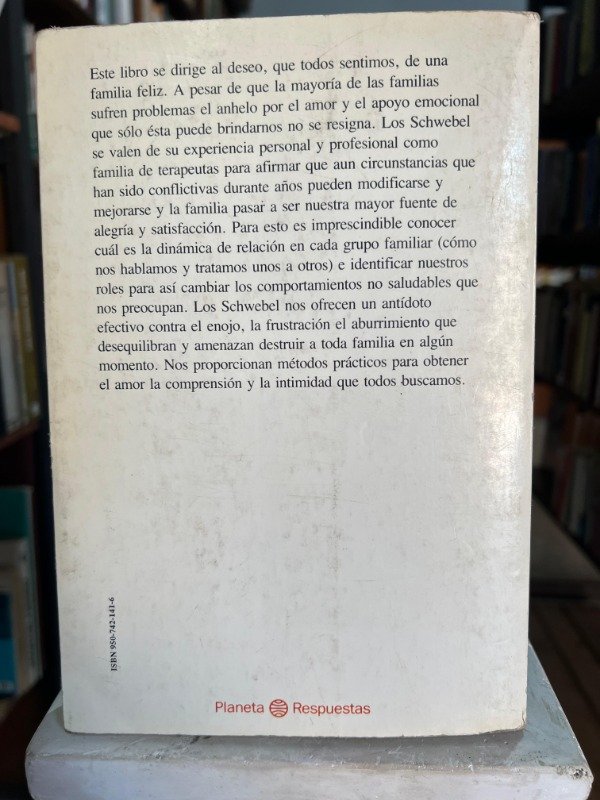 Este libro se dirige al deseo, que todos sentimos, de una
familia feliz. A pesar de que la mayoría de las familias
sufren problemas el anhelo por el amor y el apoyo emocional
que sólo ésta puede brindarnos no se resigna. Los Schwebel
se valen de su experiencia personal y profesional como
familia de terapeutas para afirmar que aun circunstancias que
han sido conflictivas durante años pueden modificarse y
mejorarse y la familia pasar a ser nuestra mayor fuente de
alegría y satisfacción. Para esto es imprescindible conocer
cuál es la dinámica de relación en cada grupo familiar (cómo
nos hablamos y tratamos unos a otros) e identificar nuestros
roles para así cambiar los comportamientos no saludables que
nos preocupan. Los Schwebel nos ofrecen un antídoto
efectivo contra el enojo, la frustración el aburrimiento que
desequilibran y amenazan destruir a toda familia en algún
momento. Nos proporcionan métodos prácticos para obtener
el amor la comprensión y la intimidad que todos buscamos.
ISBN 950-742-141-6
Planeta Respuestas